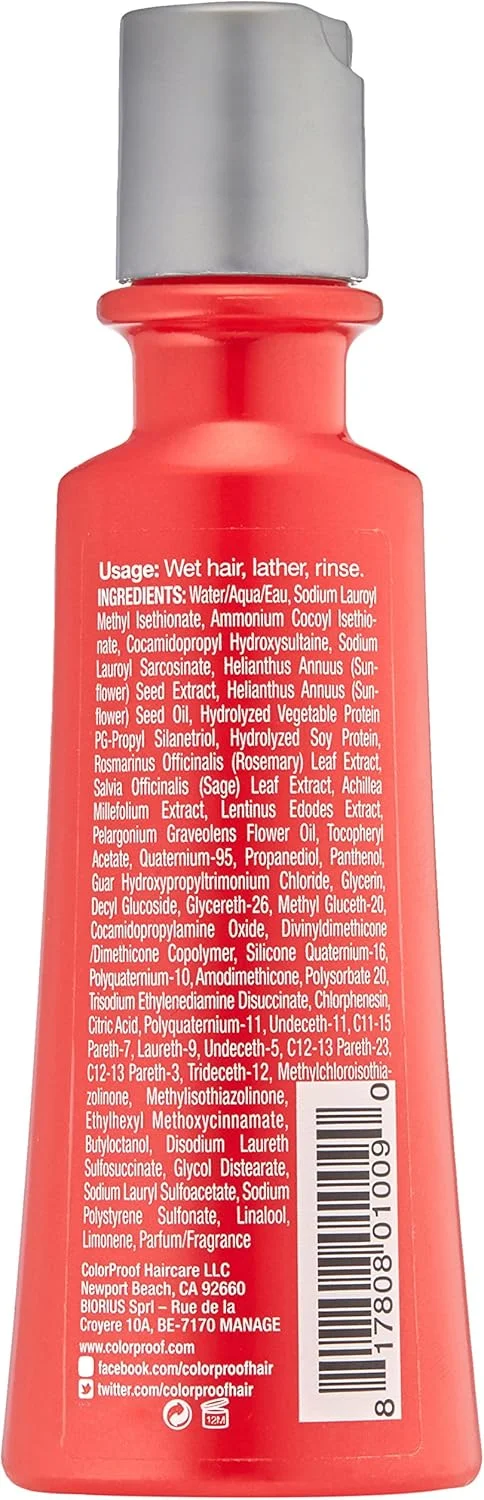 Usage: Wet hair, lather, rinse.
INGREDIENTS: Water/Aqua/Eau, Sodium Lauroyl
Methyl Isethionate, Ammonium Cocoyl Isethio-
nate, Cocamidopropyl Hydroxysultaine, Sodium
Lauroyl Sarcosinate, Helianthus Annuus (Sun-
flower) Seed Extract, Helianthus Annuus (Sun-
flower) Seed Oil, Hydrolyzed Vegetable Protein
PG-Propyl Silanetriol, Hydrolyzed Soy Protein,
Rosmarinus Officinalis (Rosemary) Leaf Extract,
Salvia Officinalis (Sage) Leaf Extract, Achillea
Millefolium Extract, Lentinus Edodes Extract,
Pelargonium Graveolens Flower Oil, Tocopheryl
Acetate, Quaternium-95, Propanediol, Panthenol,
Guar Hydroxypropyltrimonium Chloride, Glycerin,
Decyl Glucoside, Glycereth-26, Methyl Gluceth-20,
Cocamidopropylamine Oxide, Divinyldimethicone
/Dimethicone Copolymer, Silicone Quaternium-16,
Polyquaternium-10, Amodimethicone, Polysorbate 20,
Trisodium Ethylenediamine Disuccinate, Chlorphenesin,
Citric Acid, Polyquaternium-11, Undeceth-11, C11-15
Pareth-7, Laureth-9, Undeceth-5, C12-13 Pareth-23,
C12-13 Pareth-3, Trideceth-12, Methylchloroisothia-
zolinone, Methylisothiazolinone,
Ethylhexyl Methoxycinnamate,
Butyloctanol, Disodium Laureth
Sulfosuccinate, Glycol Distearate,
Sodium Lauryl Sulfoacetate, Sodium
Polystyrene Sulfonate, Linalool,
Limonene, Parfum/Fragrance
ColorProof Haircare LLC
Newport Beach, CA 92660
BIORIUS Sprl – Rue de la
Croyere 10A, BE-7170 MANAGE
www.colorproof.com
facebook.com/colorproofhair
twitter.com/colorproofhair
12M
8 17808 01009 0